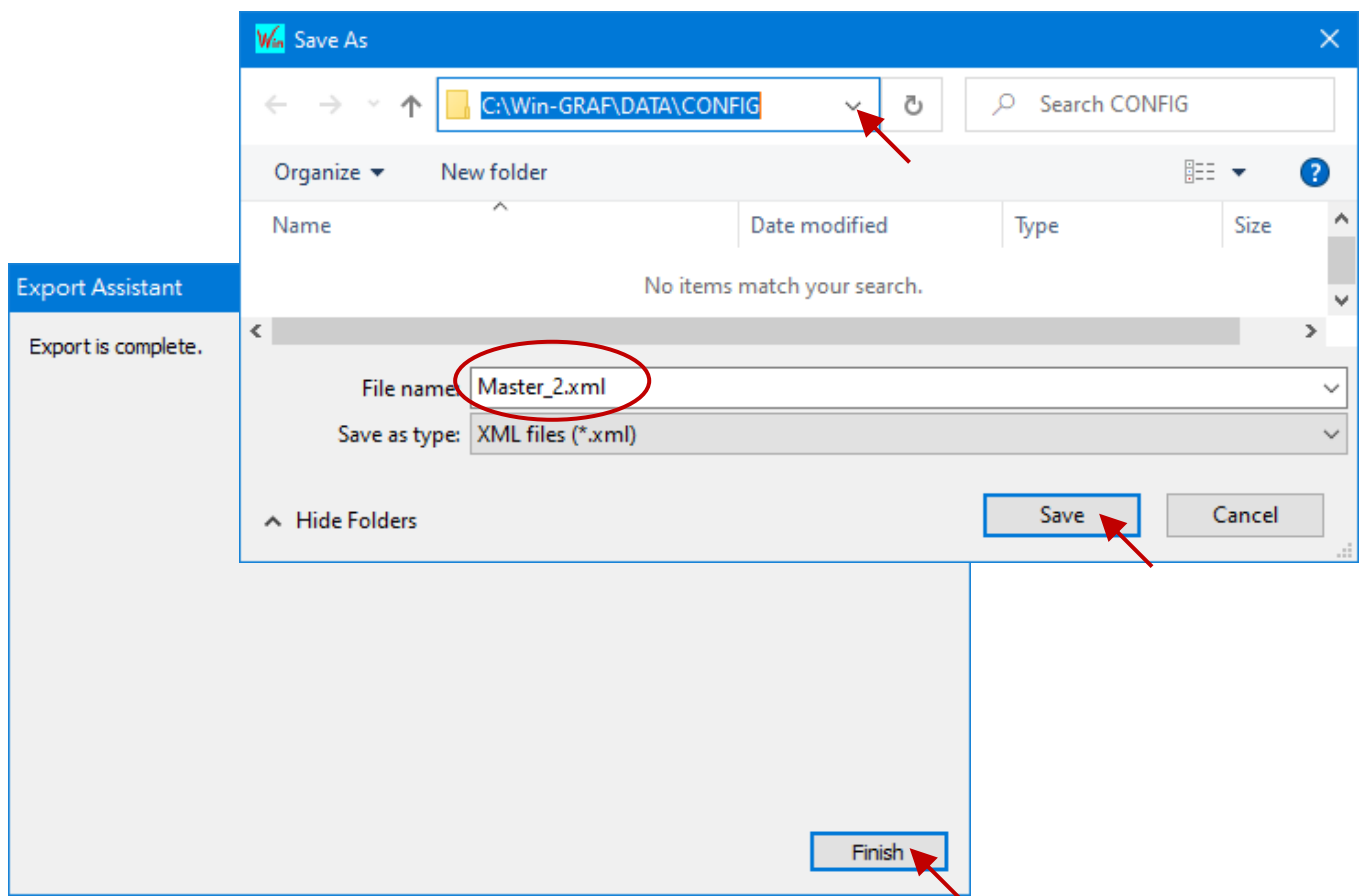 Win Save As
C:\Win-GRAF\DATA\CONFIG
Search CONFIG
Organize
New folder
?
Name
Date modified
Type
Size
No items match your search.
Export Assistant
Export is complete.
File name:
Master_2.xml
Save as type:
XML files (*.xml)
Hide Folders
Save
Cancel
Finish